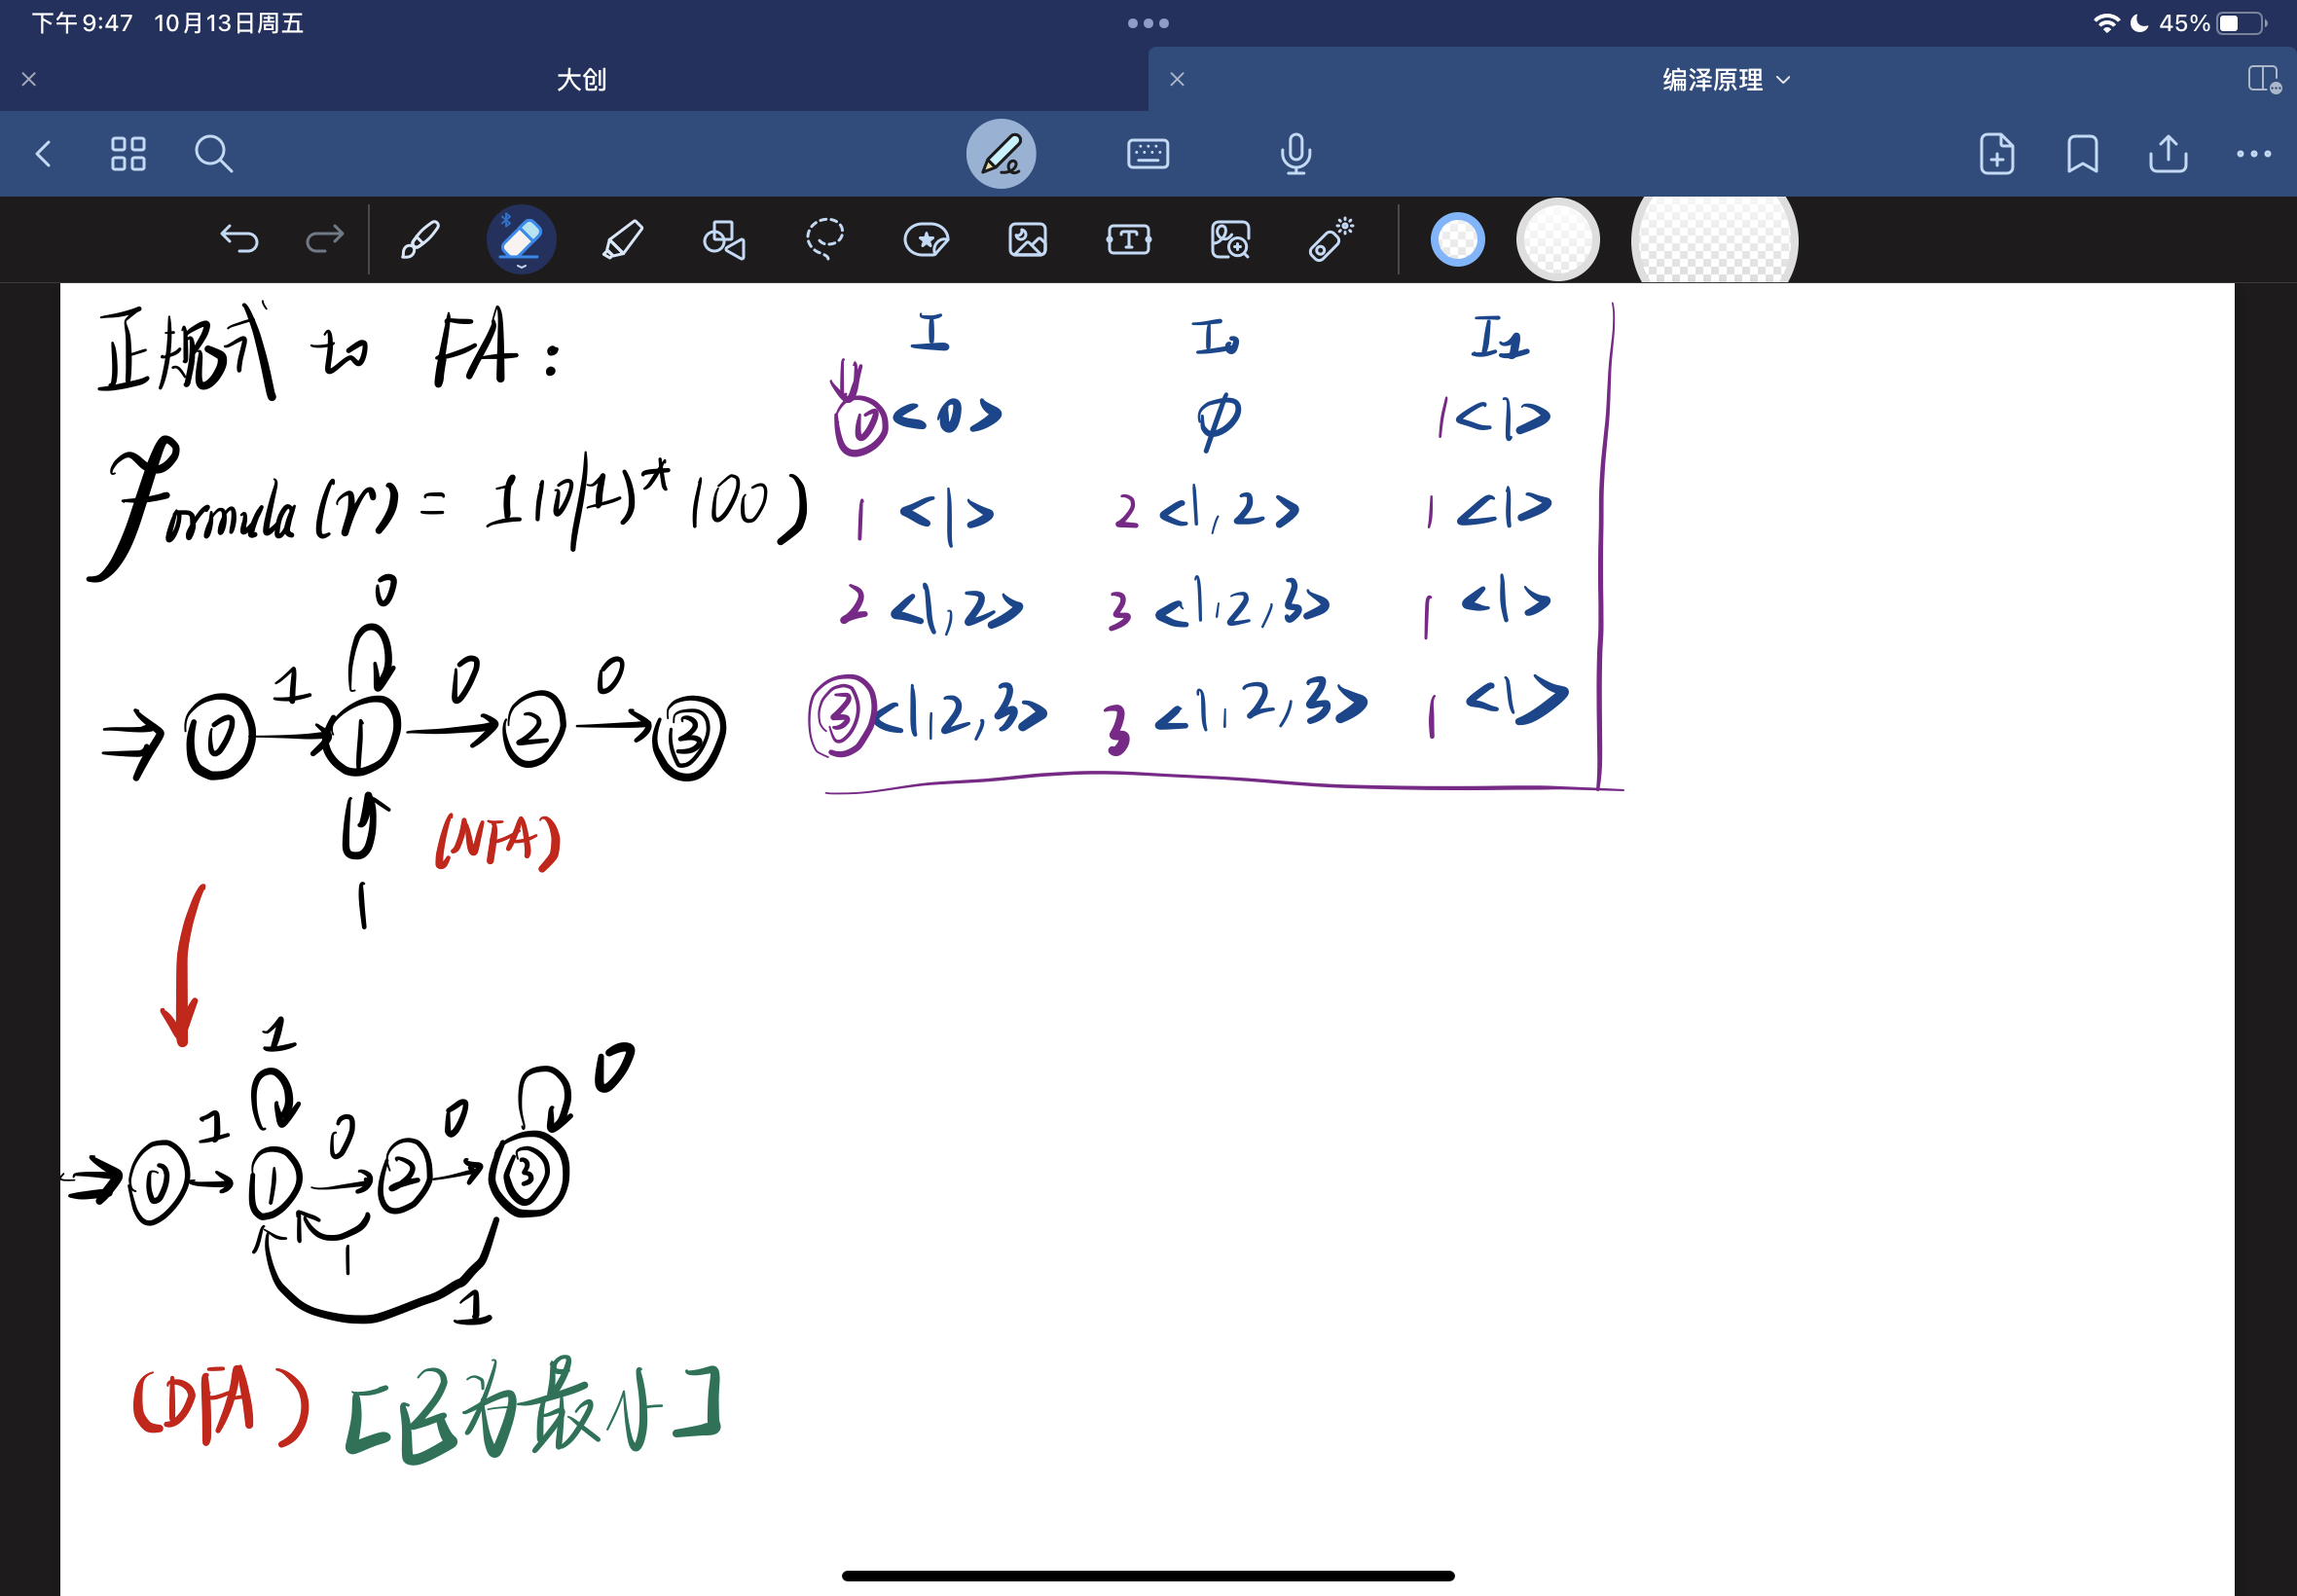 下午9:47 10月13日周五 45%
大创 编泽原理
正规式 to FA:
Formula(r) = 1(0|1)*(00)
I I₀ I₁
0 <0> ϕ 1 <1>
1 <1> 2 <1,2> 1 <1>
2 <1,2> 3 <1,2,3> 1 <1>
3 <1,2,3> 3 <1,2,3> 1 <1>
0
1 0 0
0 1 2 3
(NFA)
1
1 0
1 0 0
0 1 2 3
1
1
(DFA) [已为最小]